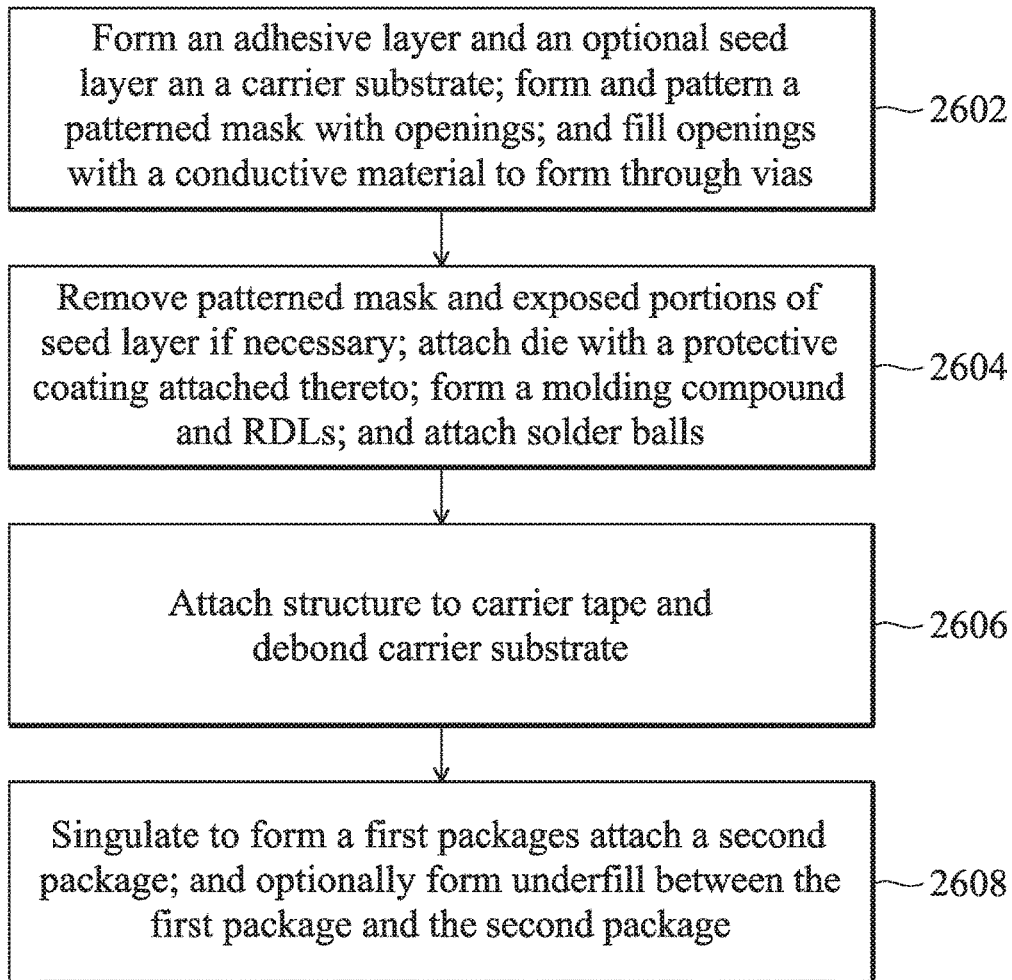 Form an adhesive layer and an optional seed
layer an a carrier substrate; form and pattern a
patterned mask with openings; and fill openings
with a conductive material to form through vias
2602
Remove patterned mask and exposed portions of
seed layer if necessary; attach die with a protective
coating attached thereto; form a molding compound
and RDLs; and attach solder balls
2604
Attach structure to carrier tape and
debond carrier substrate
2606
Singulate to form a first packages attach a second
package; and optionally form underfill between the
first package and the second package
2608